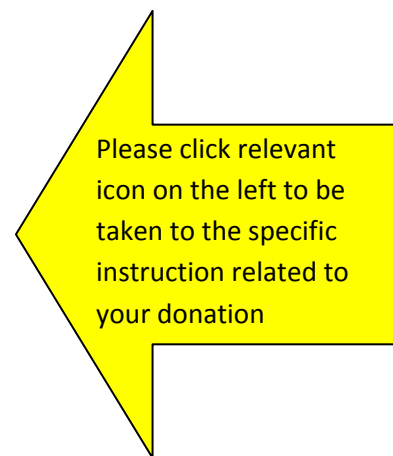 Please click relevant
icon on the left to be
taken to the specific
instruction related to
your donation